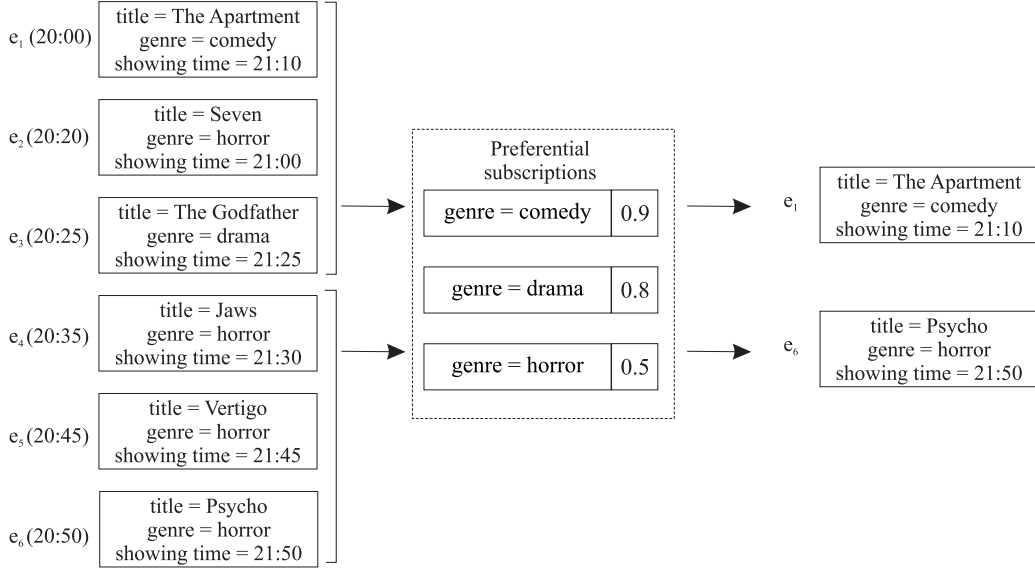 e1 (20:00)
title = The Apartment
genre = comedy
showing time = 21:10
e2 (20:20)
title = Seven
genre = horror
showing time = 21:00
e3 (20:25)
title = The Godfather
genre = drama
showing time = 21:25
e4 (20:35)
title = Jaws
genre = horror
showing time = 21:30
e5 (20:45)
title = Vertigo
genre = horror
showing time = 21:45
e6 (20:50)
title = Psycho
genre = horror
showing time = 21:50
Preferential
subscriptions
genre = comedy 0.9
genre = drama 0.8
genre = horror 0.5
e1
title = The Apartment
genre = comedy
showing time = 21:10
e6
title = Psycho
genre = horror
showing time = 21:50